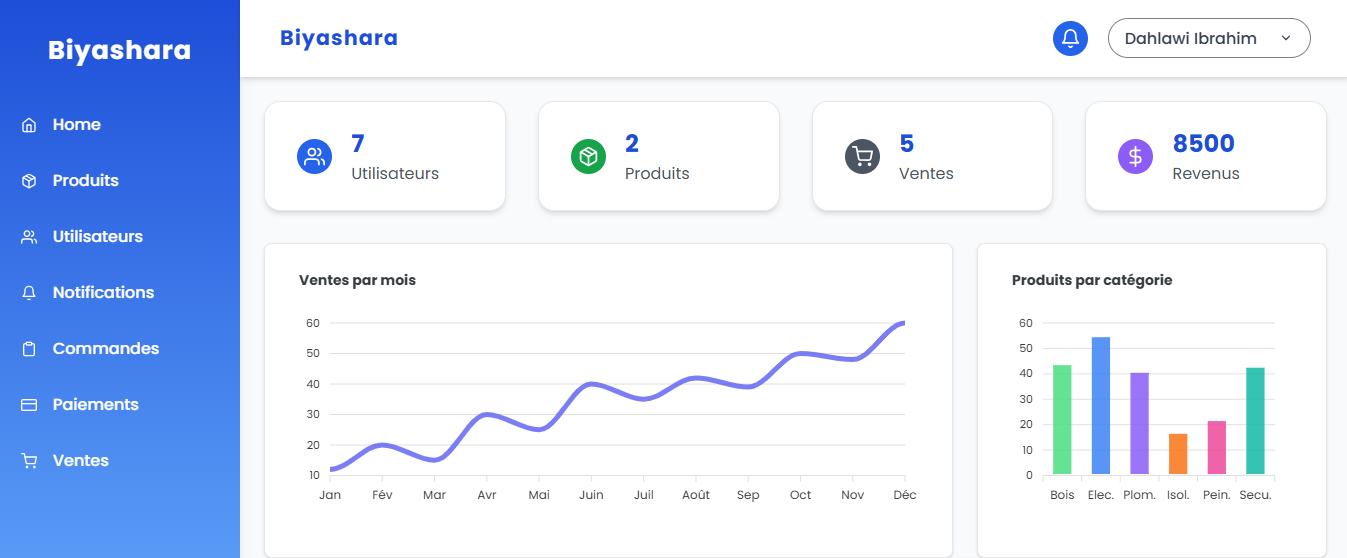 Biyashara
Home
Produits
Utilisateurs
Notifications
Commandes
Paiements
Ventes
Biyashara
Dahlawi Ibrahim
7
Utilisateurs
2
Produits
5
Ventes
8500
Revenus
Ventes par mois
60
50
40
30
20
10
Jan Fév Mar Avr Mai Juin Juil Août Sep Oct Nov Déc
Produits par catégorie
60
50
40
30
20
10
0
Bois Elec. Plom. Isol. Pein. Secu.